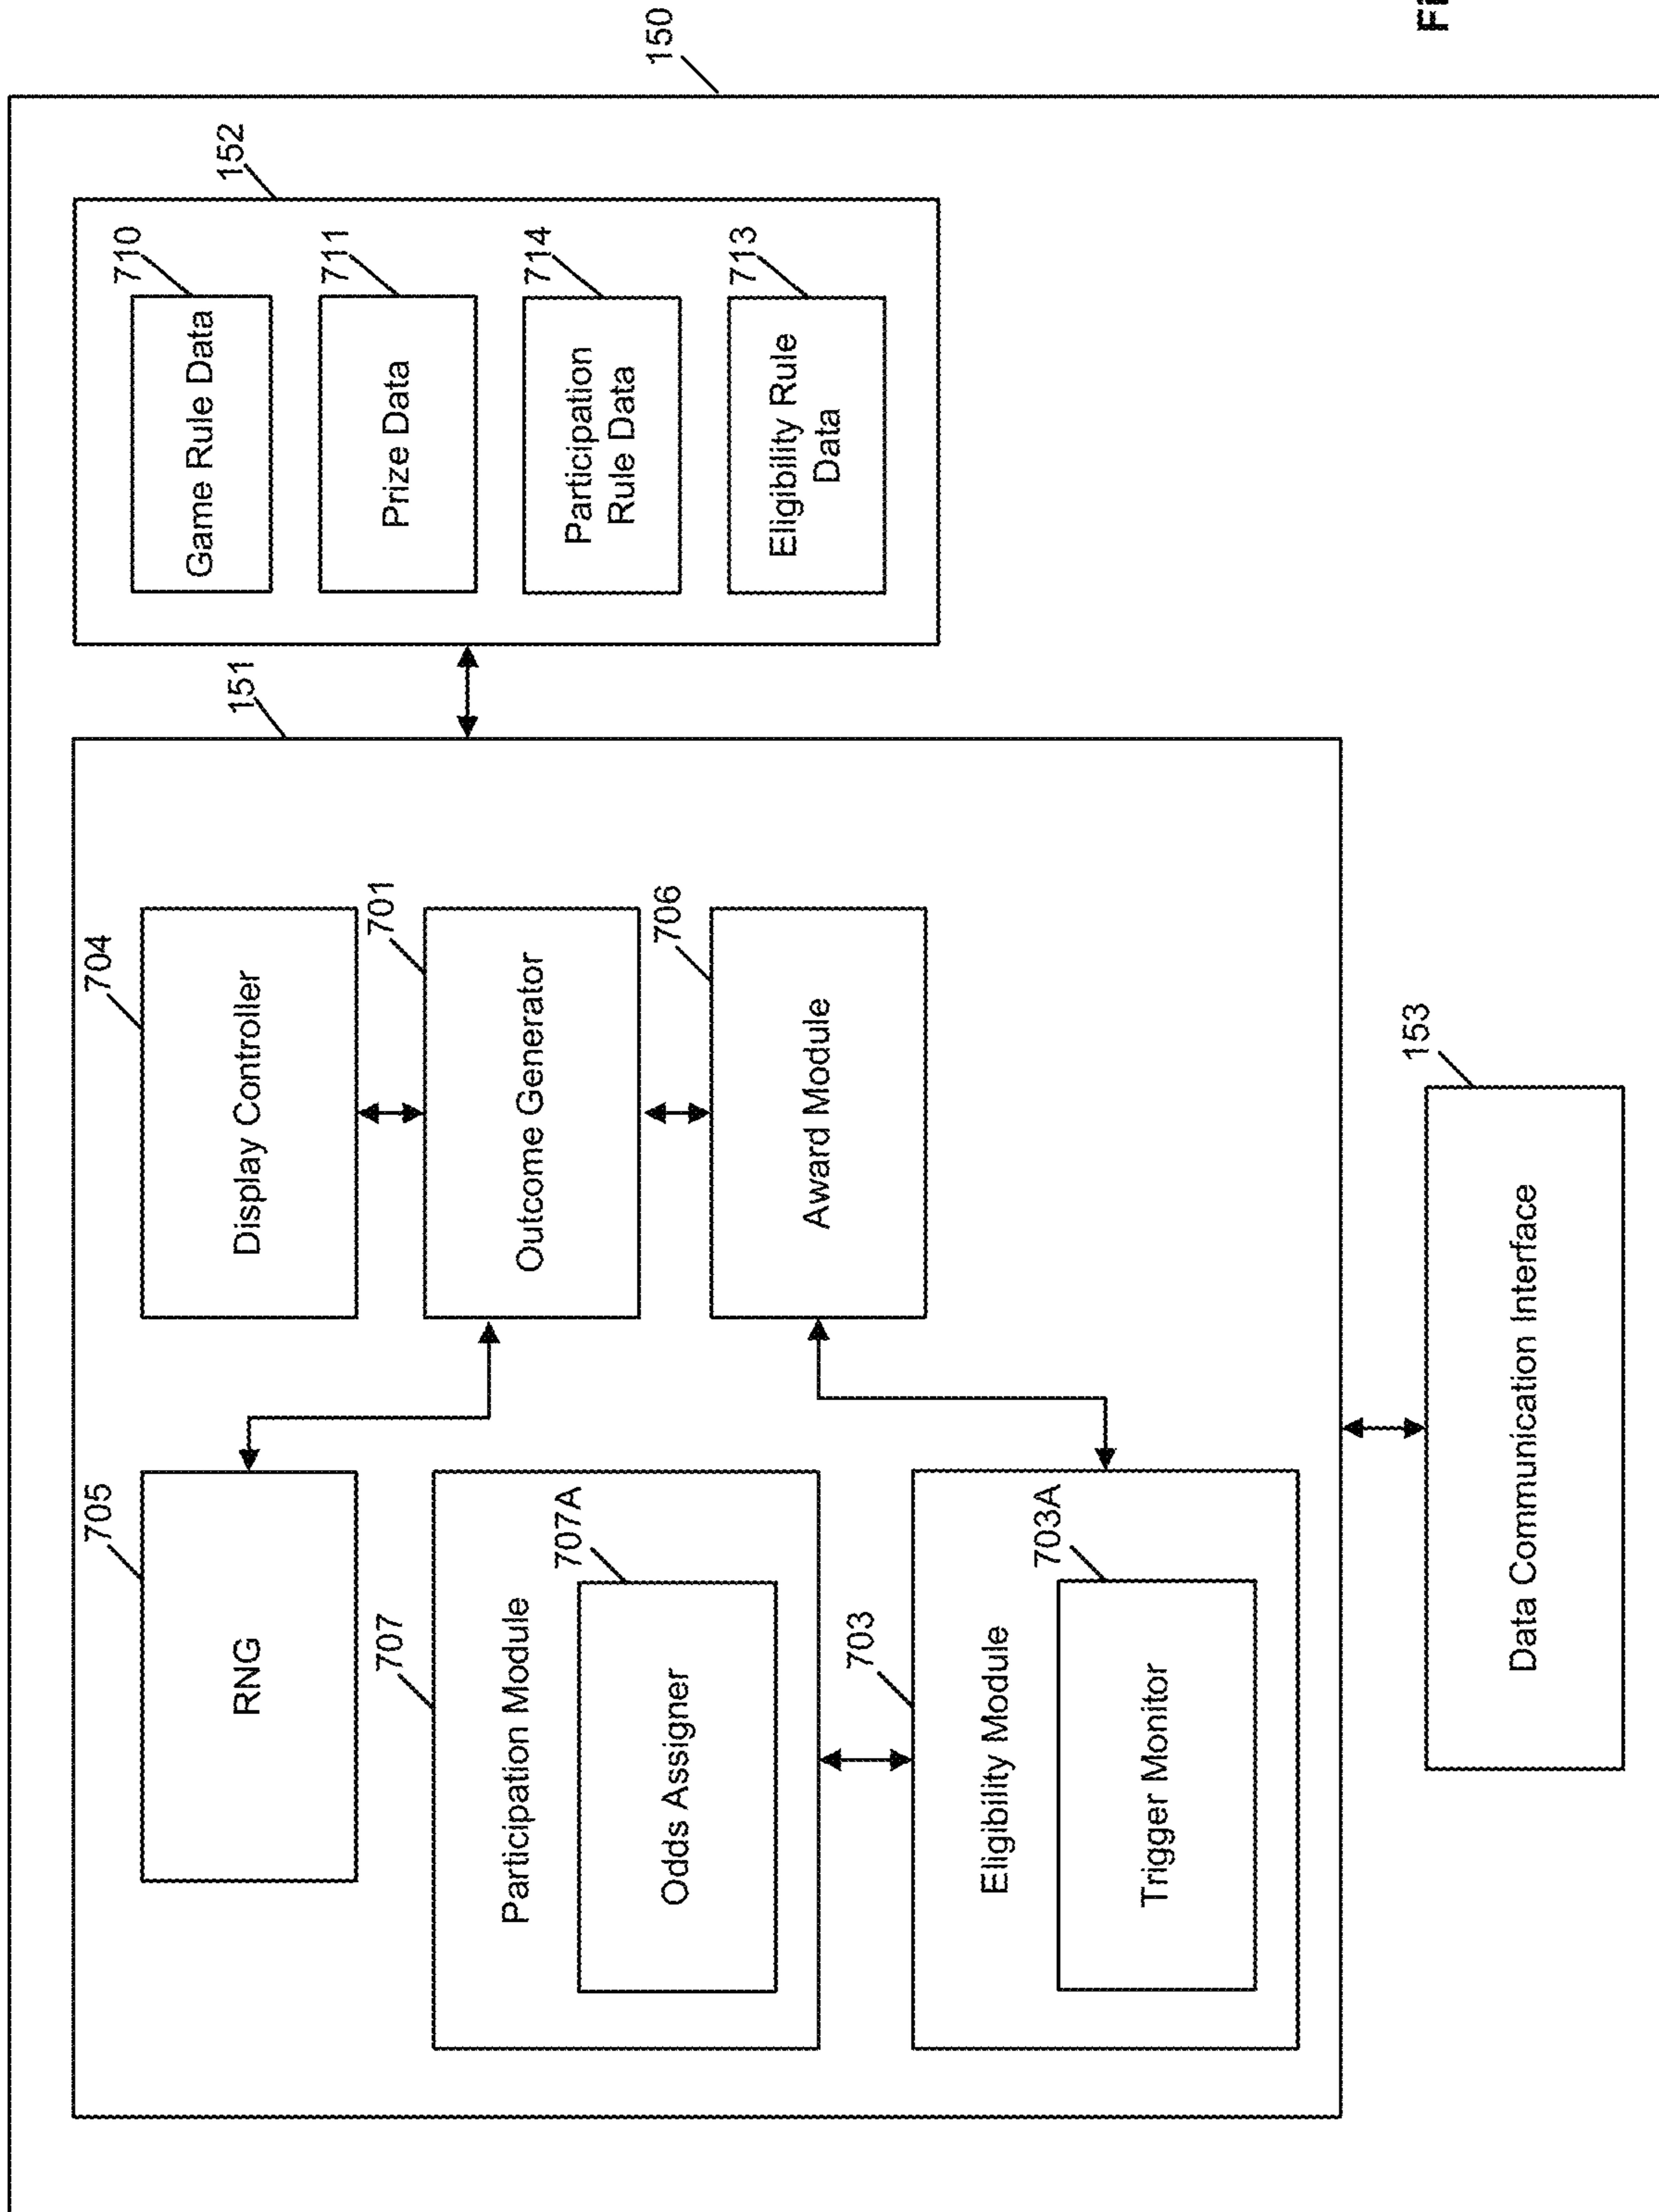 150
152
710
Game Rule Data
711
Prize Data
714
Participation
Rule Data
713
Eligibility Rule
Data
151
704
Display Controller
701
Outcome Generator
706
Award Module
705
RNG
707
Participation Module
707A
Odds Assigner
703
Eligibility Module
703A
Trigger Monitor
153
Data Communication Interface
Fi